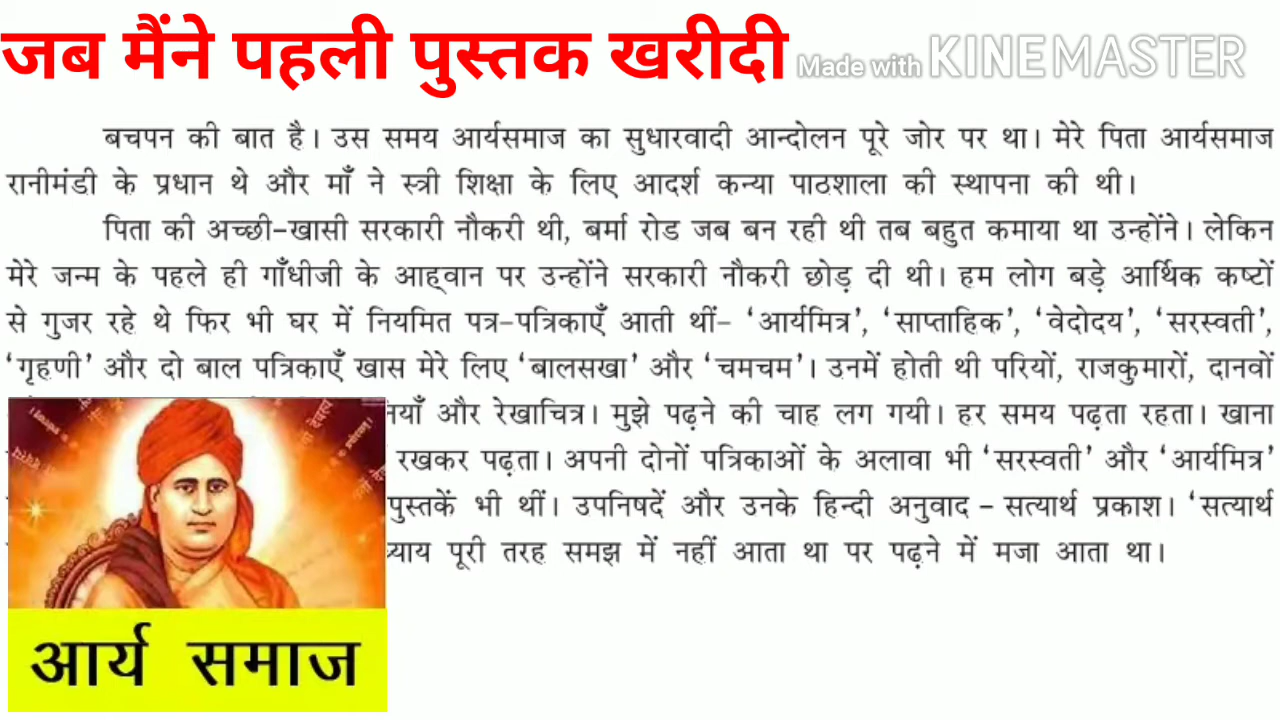 जब मैंने पहली पुस्तक खरीदी
Made with KINEMASTER
बचपन की बात है। उस समय आर्यसमाज का सुधारवादी आन्दोलन पूरे जोर पर था। मेरे पिता आर्यसमाज
रानीमंडी के प्रधान थे और माँ ने स्त्री शिक्षा के लिए आदर्श कन्या पाठशाला की स्थापना की थी।
पिता की अच्छी-खासी सरकारी नौकरी थी, बर्मा रोड जब बन रही थी तब बहुत कमाया था उन्होंने। लेकिन
मेरे जन्म के पहले ही गाँधीजी के आह्वान पर उन्होंने सरकारी नौकरी छोड़ दी थी। हम लोग बड़े आर्थिक कष्टों
से गुजर रहे थे फिर भी घर में नियमित पत्र-पत्रिकाएँ आती थीं- ‘आर्यमित्र’, ‘साप्ताहिक’, ‘वेदोदय’, ‘सरस्वती’,
‘गृहणी’ और दो बाल पत्रिकाएँ खास मेरे लिए ‘बालसखा’ और ‘चमचम’। उनमें होती थी परियों, राजकुमारों, दानवों
और रेखाचित्र। मुझे पढ़ने की चाह लग गयी। हर समय पढ़ता रहता। खाना
रखकर पढ़ता। अपनी दोनों पत्रिकाओं के अलावा भी ‘सरस्वती’ और ‘आर्यमित्र’
पुस्तकें भी थीं। उपनिषदें और उनके हिन्दी अनुवाद – सत्यार्थ प्रकाश। ‘सत्यार्थ
पूरी तरह समझ में नहीं आता था पर पढ़ने में मजा आता था।
आर्य समाज